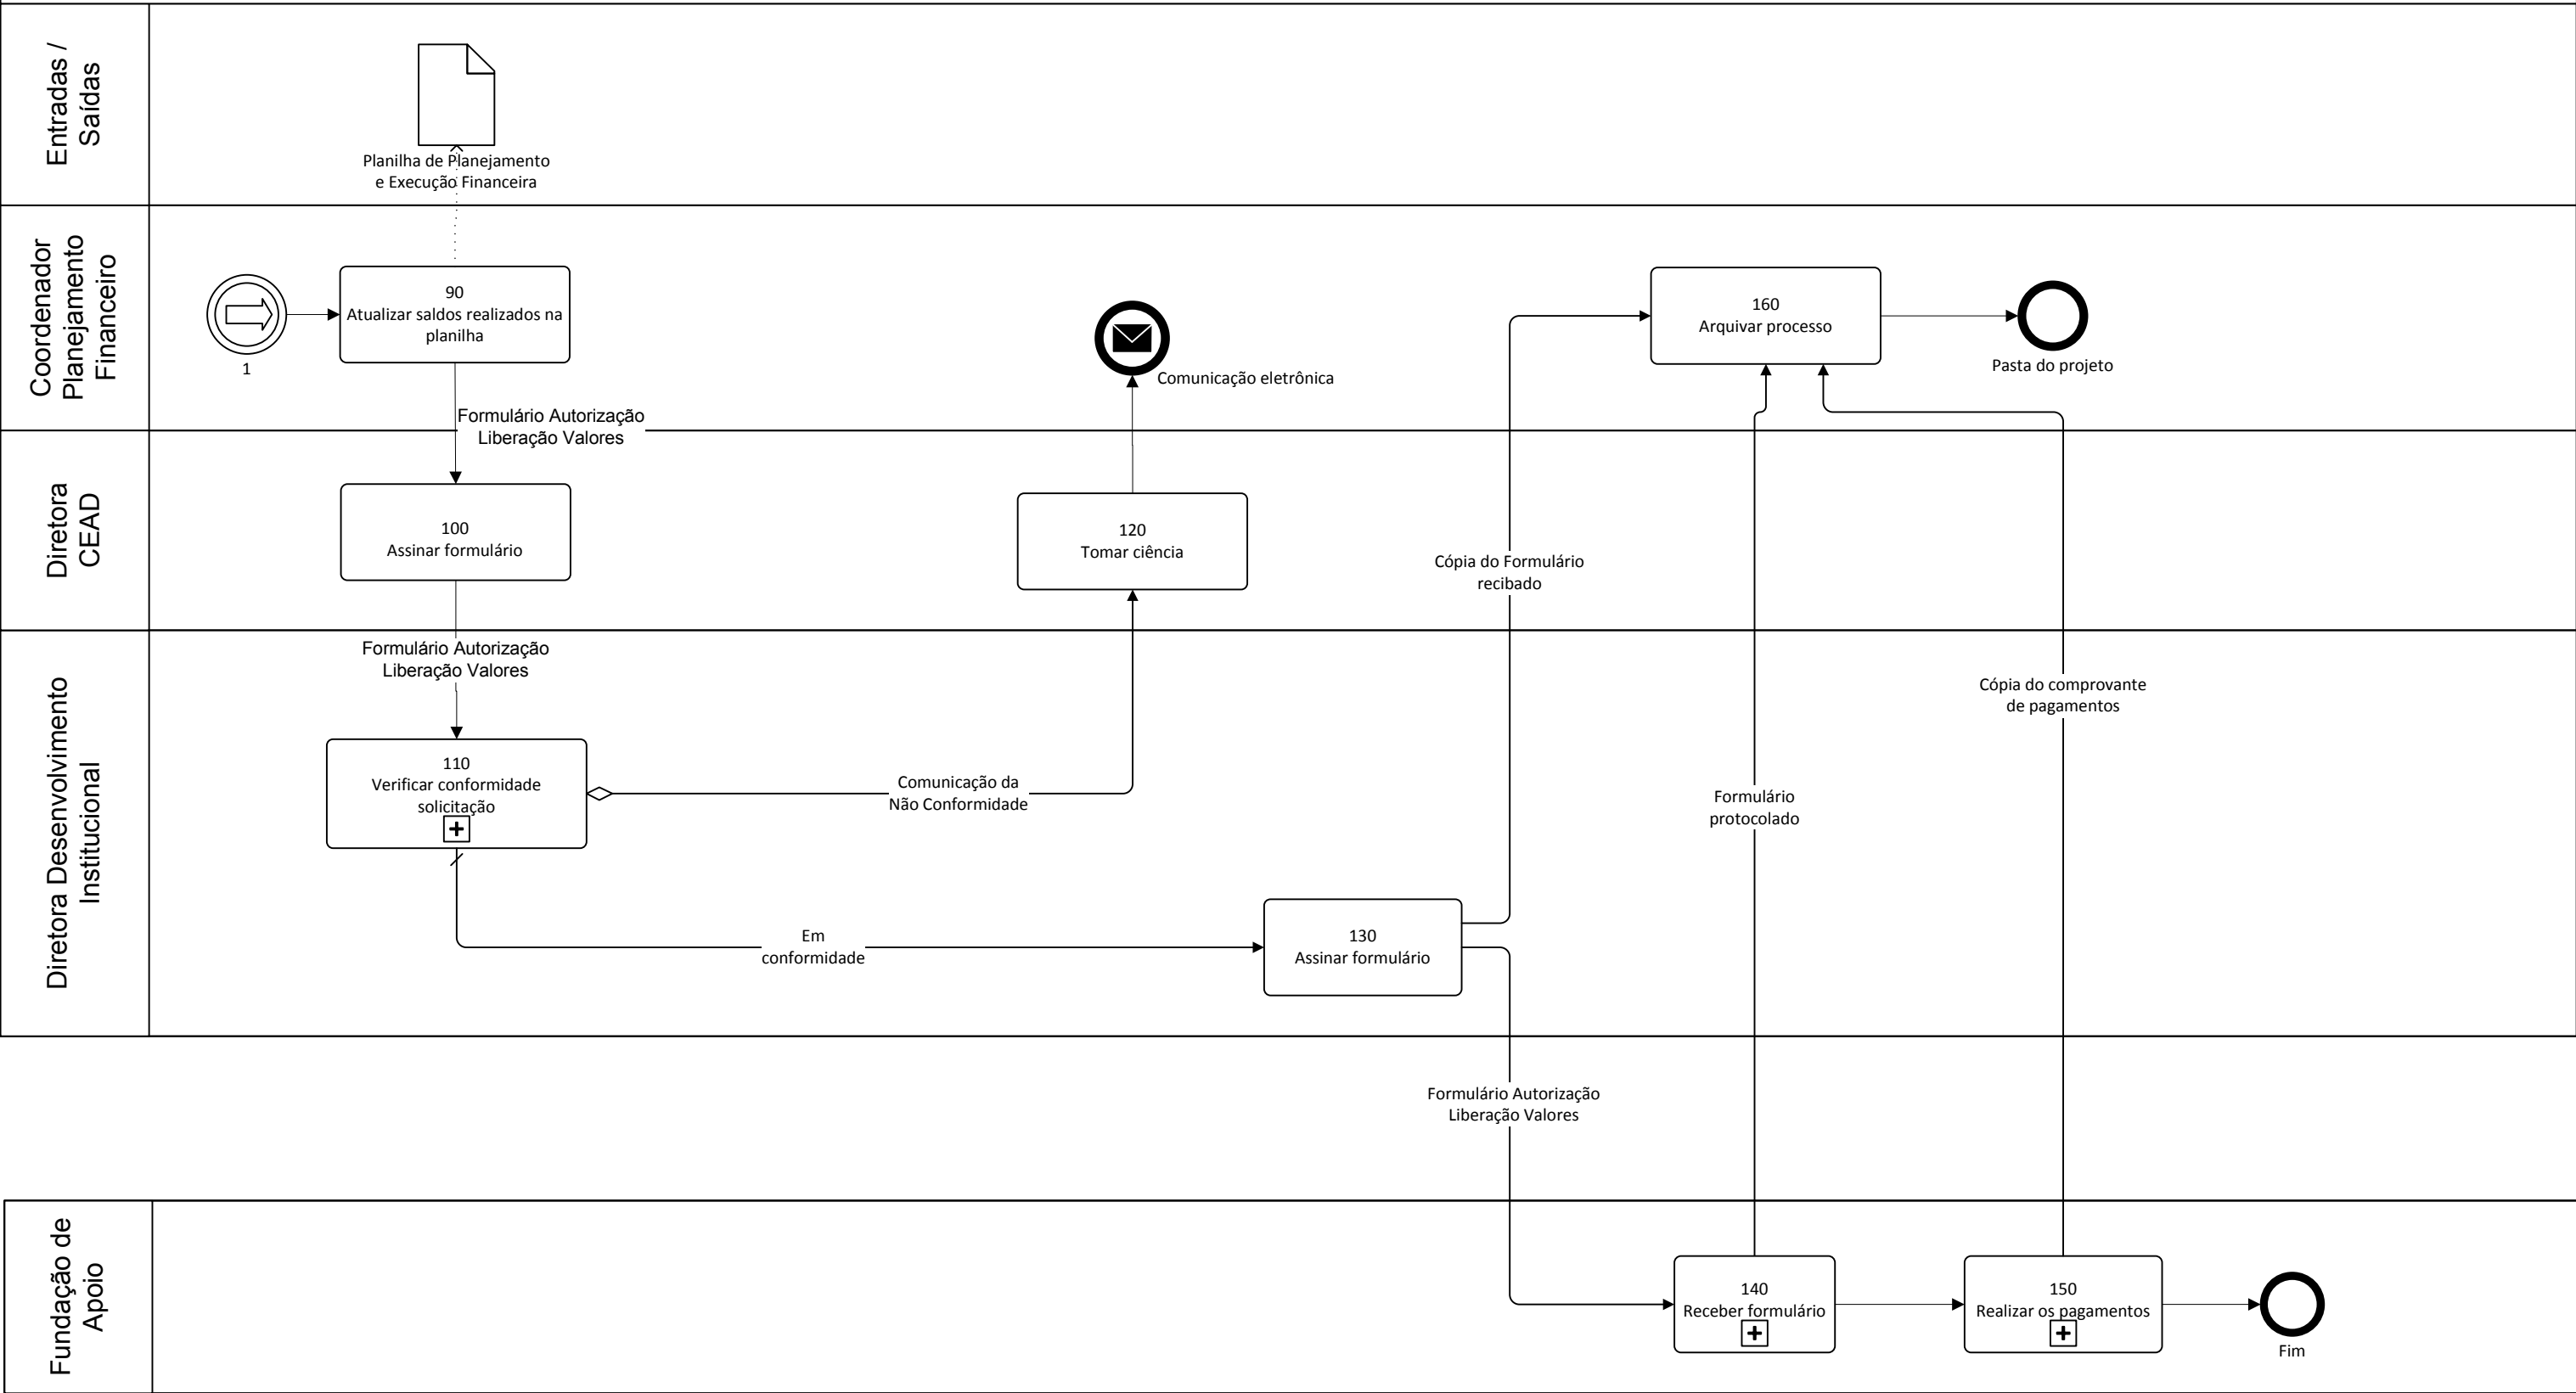 Entradas /
Saídas
Planilha de Planejamento
e Execução Financeira
Coordenador
Planejamento
Financeiro
1
90
Atualizar saldos realizados na
planilha
Comunicação eletrônica
160
Arquivar processo
Pasta do projeto
Formulário Autorização
Liberação Valores
Diretora
CEAD
100
Assinar formulário
120
Tomar ciência
Cópia do Formulário
recibado
Diretora Desenvolvimento
Institucional
Formulário Autorização
Liberação Valores
Cópia do comprovante
de pagamentos
110
Verificar conformidade
solicitação
Comunicação da
Não Conformidade
Formulário
protocolado
Em
conformidade
130
Assinar formulário
Formulário Autorização
Liberação Valores
Fundação de
Apoio
140
Receber formulário
150
Realizar os pagamentos
Fim